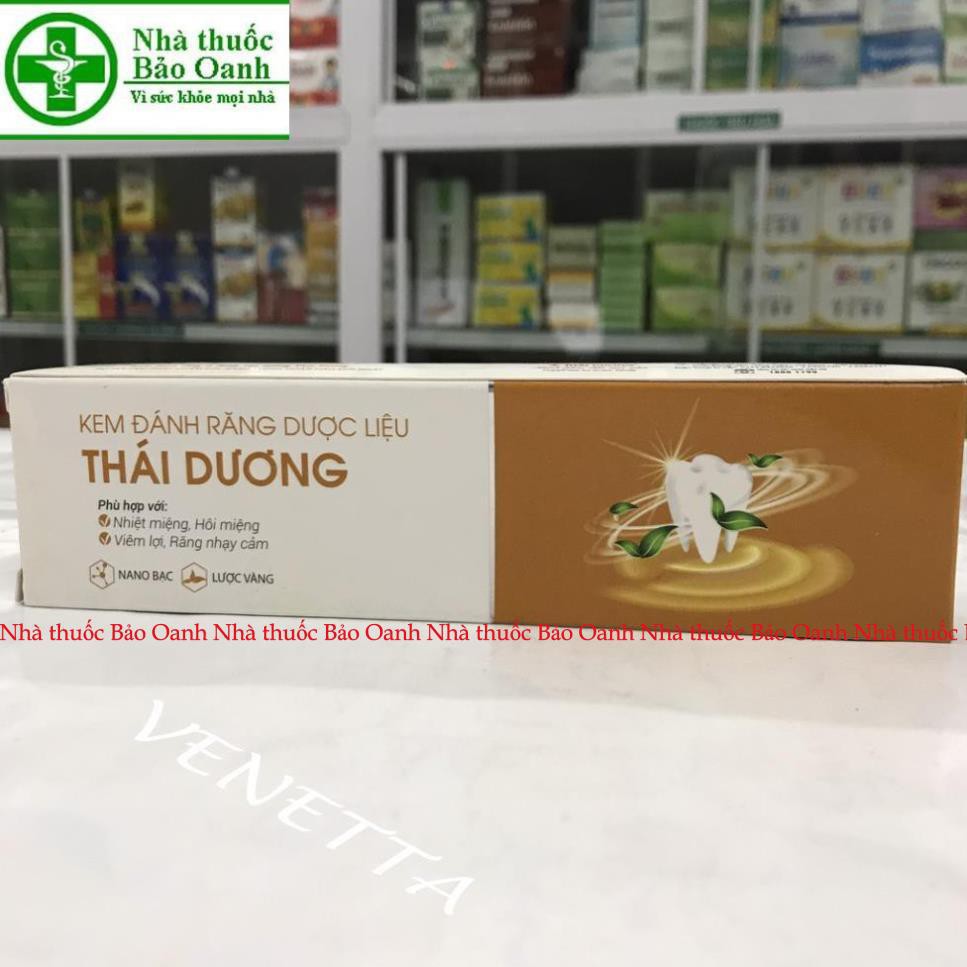 Nhà thuốc
Bảo Oanh
Vì sức khỏe mọi nhà
KEM ĐÁNH RĂNG DƯỢC LIỆU
THÁI DƯƠNG
Phù hợp với:
Nhiệt miệng, Hôi miệng
Viêm lợi, Răng nhạy cảm
NANO BẠC LƯỢC VÀNG
Nhà thuốc Bảo Oanh Nhà thuốc Bảo Oanh Nhà thuốc Bảo Oanh Nhà thuốc Bảo Oanh Nhà thuốc
VENETTA